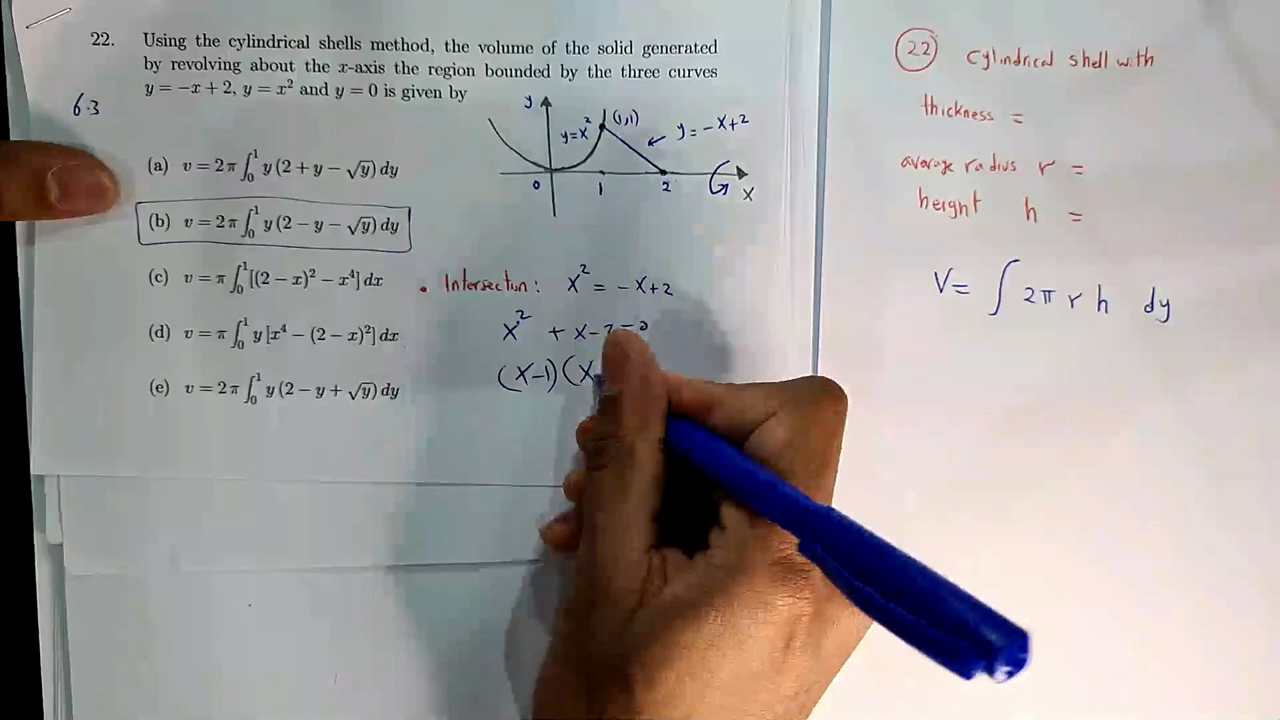 22. Using the cylindrical shells method, the volume of the solid generated
by revolving about the x-axis the region bounded by the three curves
y = −x + 2, y = x² and y = 0 is given by
6.3
(a) v = 2π ∫₀¹ y (2 + y − √y) dy
(b) v = 2π ∫₀¹ y (2 − y − √y) dy
(c) v = π ∫₀¹ [(2 − x)² − x⁴] dx
(d) v = π ∫₀¹ y [x⁴ − (2 − x)²] dx
(e) v = 2π ∫₀¹ y (2 − y + √y) dy
y
y=x²
(1,1)
y = -x+2
0
1
2
x
• Intersection: x² = -x+2
x² + x-2=0
(x-1)(x
22 Cylindrical shell with
thickness =
average radius r =
height h =
V= ∫ 2π r h dy